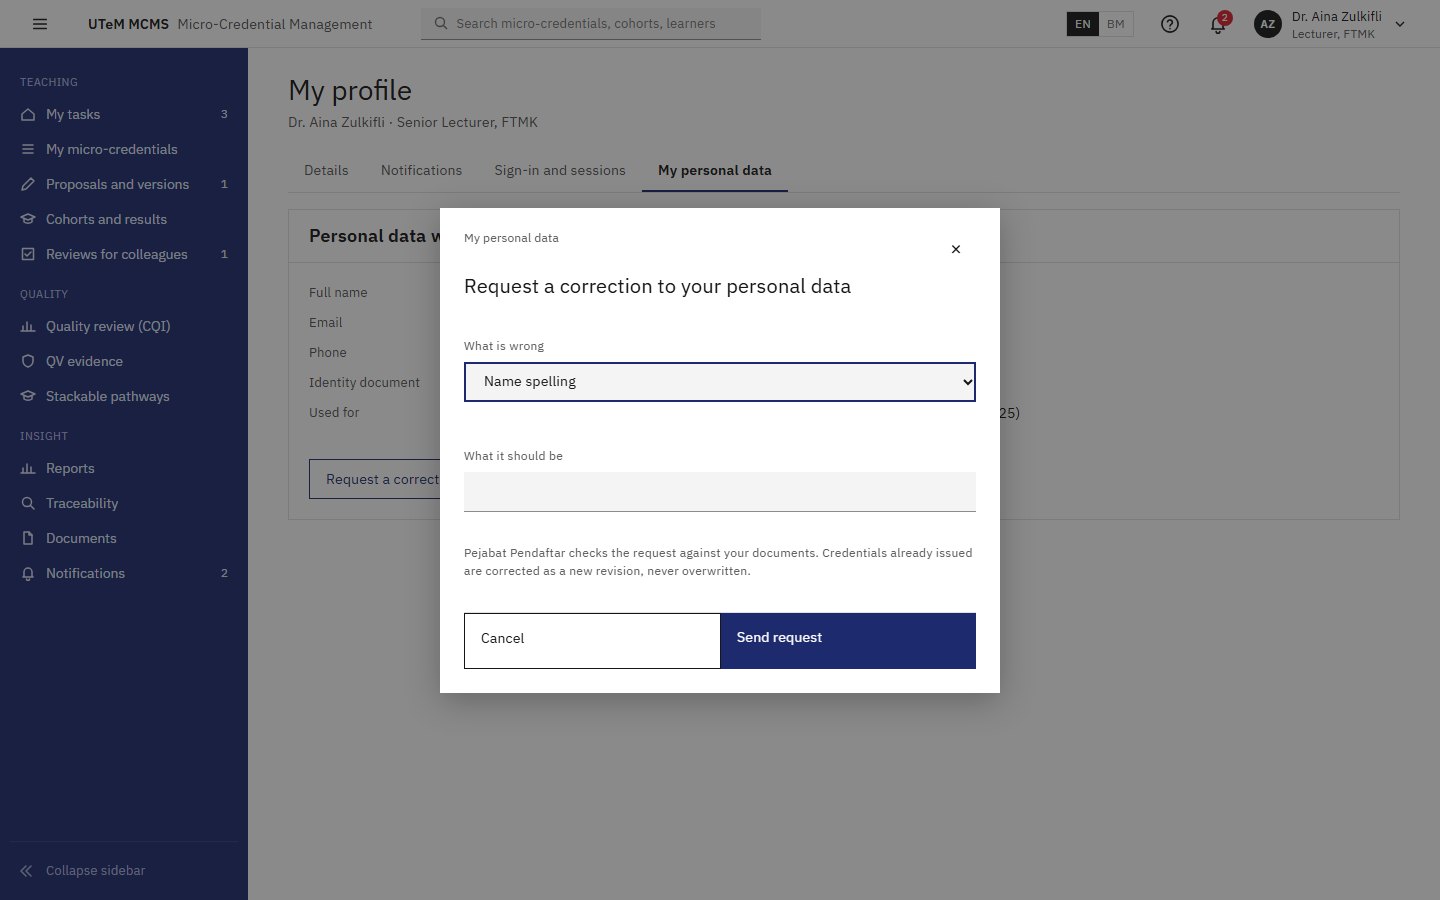 UTeM MCMS Micro-Credential Management
Search micro-credentials, cohorts, learners
EN BM
2
AZ
Dr. Aina Zulkifli
Lecturer, FTMK
TEACHING
My tasks 3
My micro-credentials
Proposals and versions 1
Cohorts and results
Reviews for colleagues 1
QUALITY
Quality review (CQI)
QV evidence
Stackable pathways
INSIGHT
Reports
Traceability
Documents
Notifications 2
Collapse sidebar
My profile
Dr. Aina Zulkifli · Senior Lecturer, FTMK
Details Notifications Sign-in and sessions My personal data
Personal data
Full name
Email
Phone
Identity document
Used for
25)
Request a correct
My personal data
Request a correction to your personal data
What is wrong
Name spelling
What it should be
Pejabat Pendaftar checks the request against your documents. Credentials already issued
are corrected as a new revision, never overwritten.
Cancel Send request